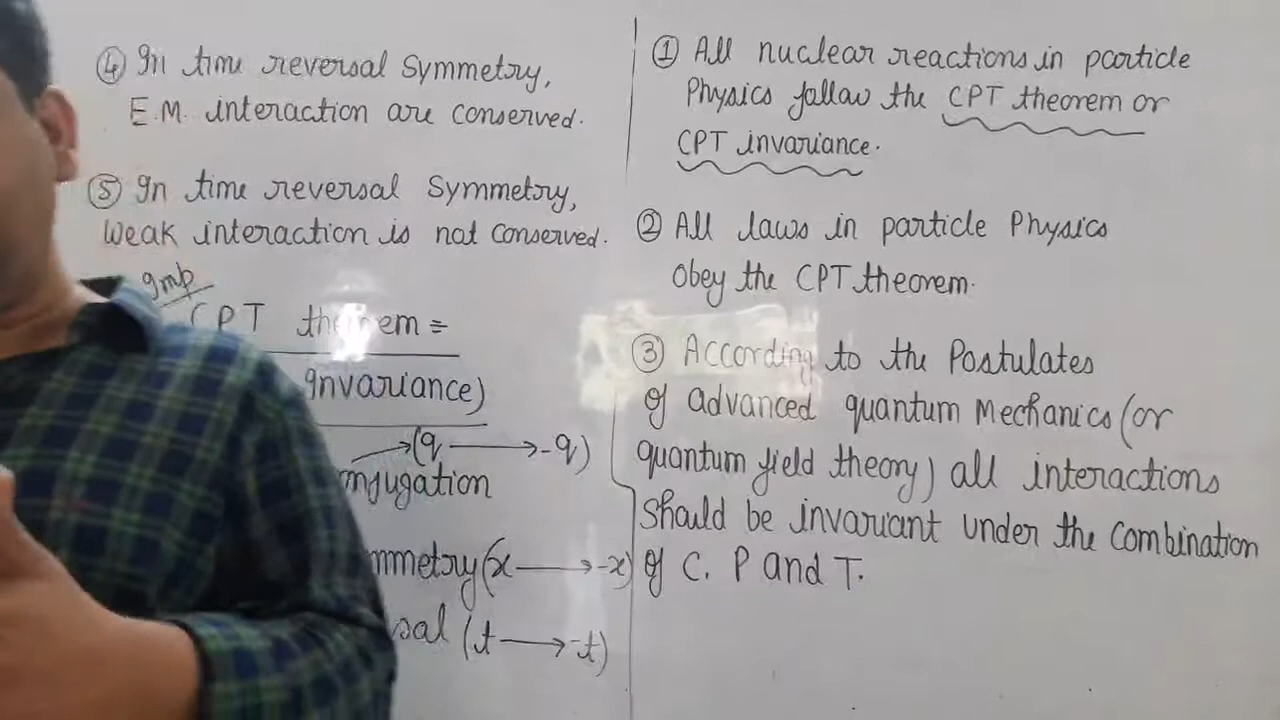 ④ In time reversal Symmetry,
E.M. interaction are conserved.
⑤ In time reversal Symmetry,
Weak interaction is not conserved.
Imp
CPT theorem =
Invariance)
(q → -q)
onjugation
mmetry (x → -x)
sal (t → -t)
① All nuclear reactions in particle
Physics follow the CPT theorem or
CPT invariance.
② All laws in particle Physics
obey the CPT theorem.
③ According to the Postulates
of advanced quantum Mechanics (or
quantum field theory) all interactions
should be invariant under the combination
of C. P and T.